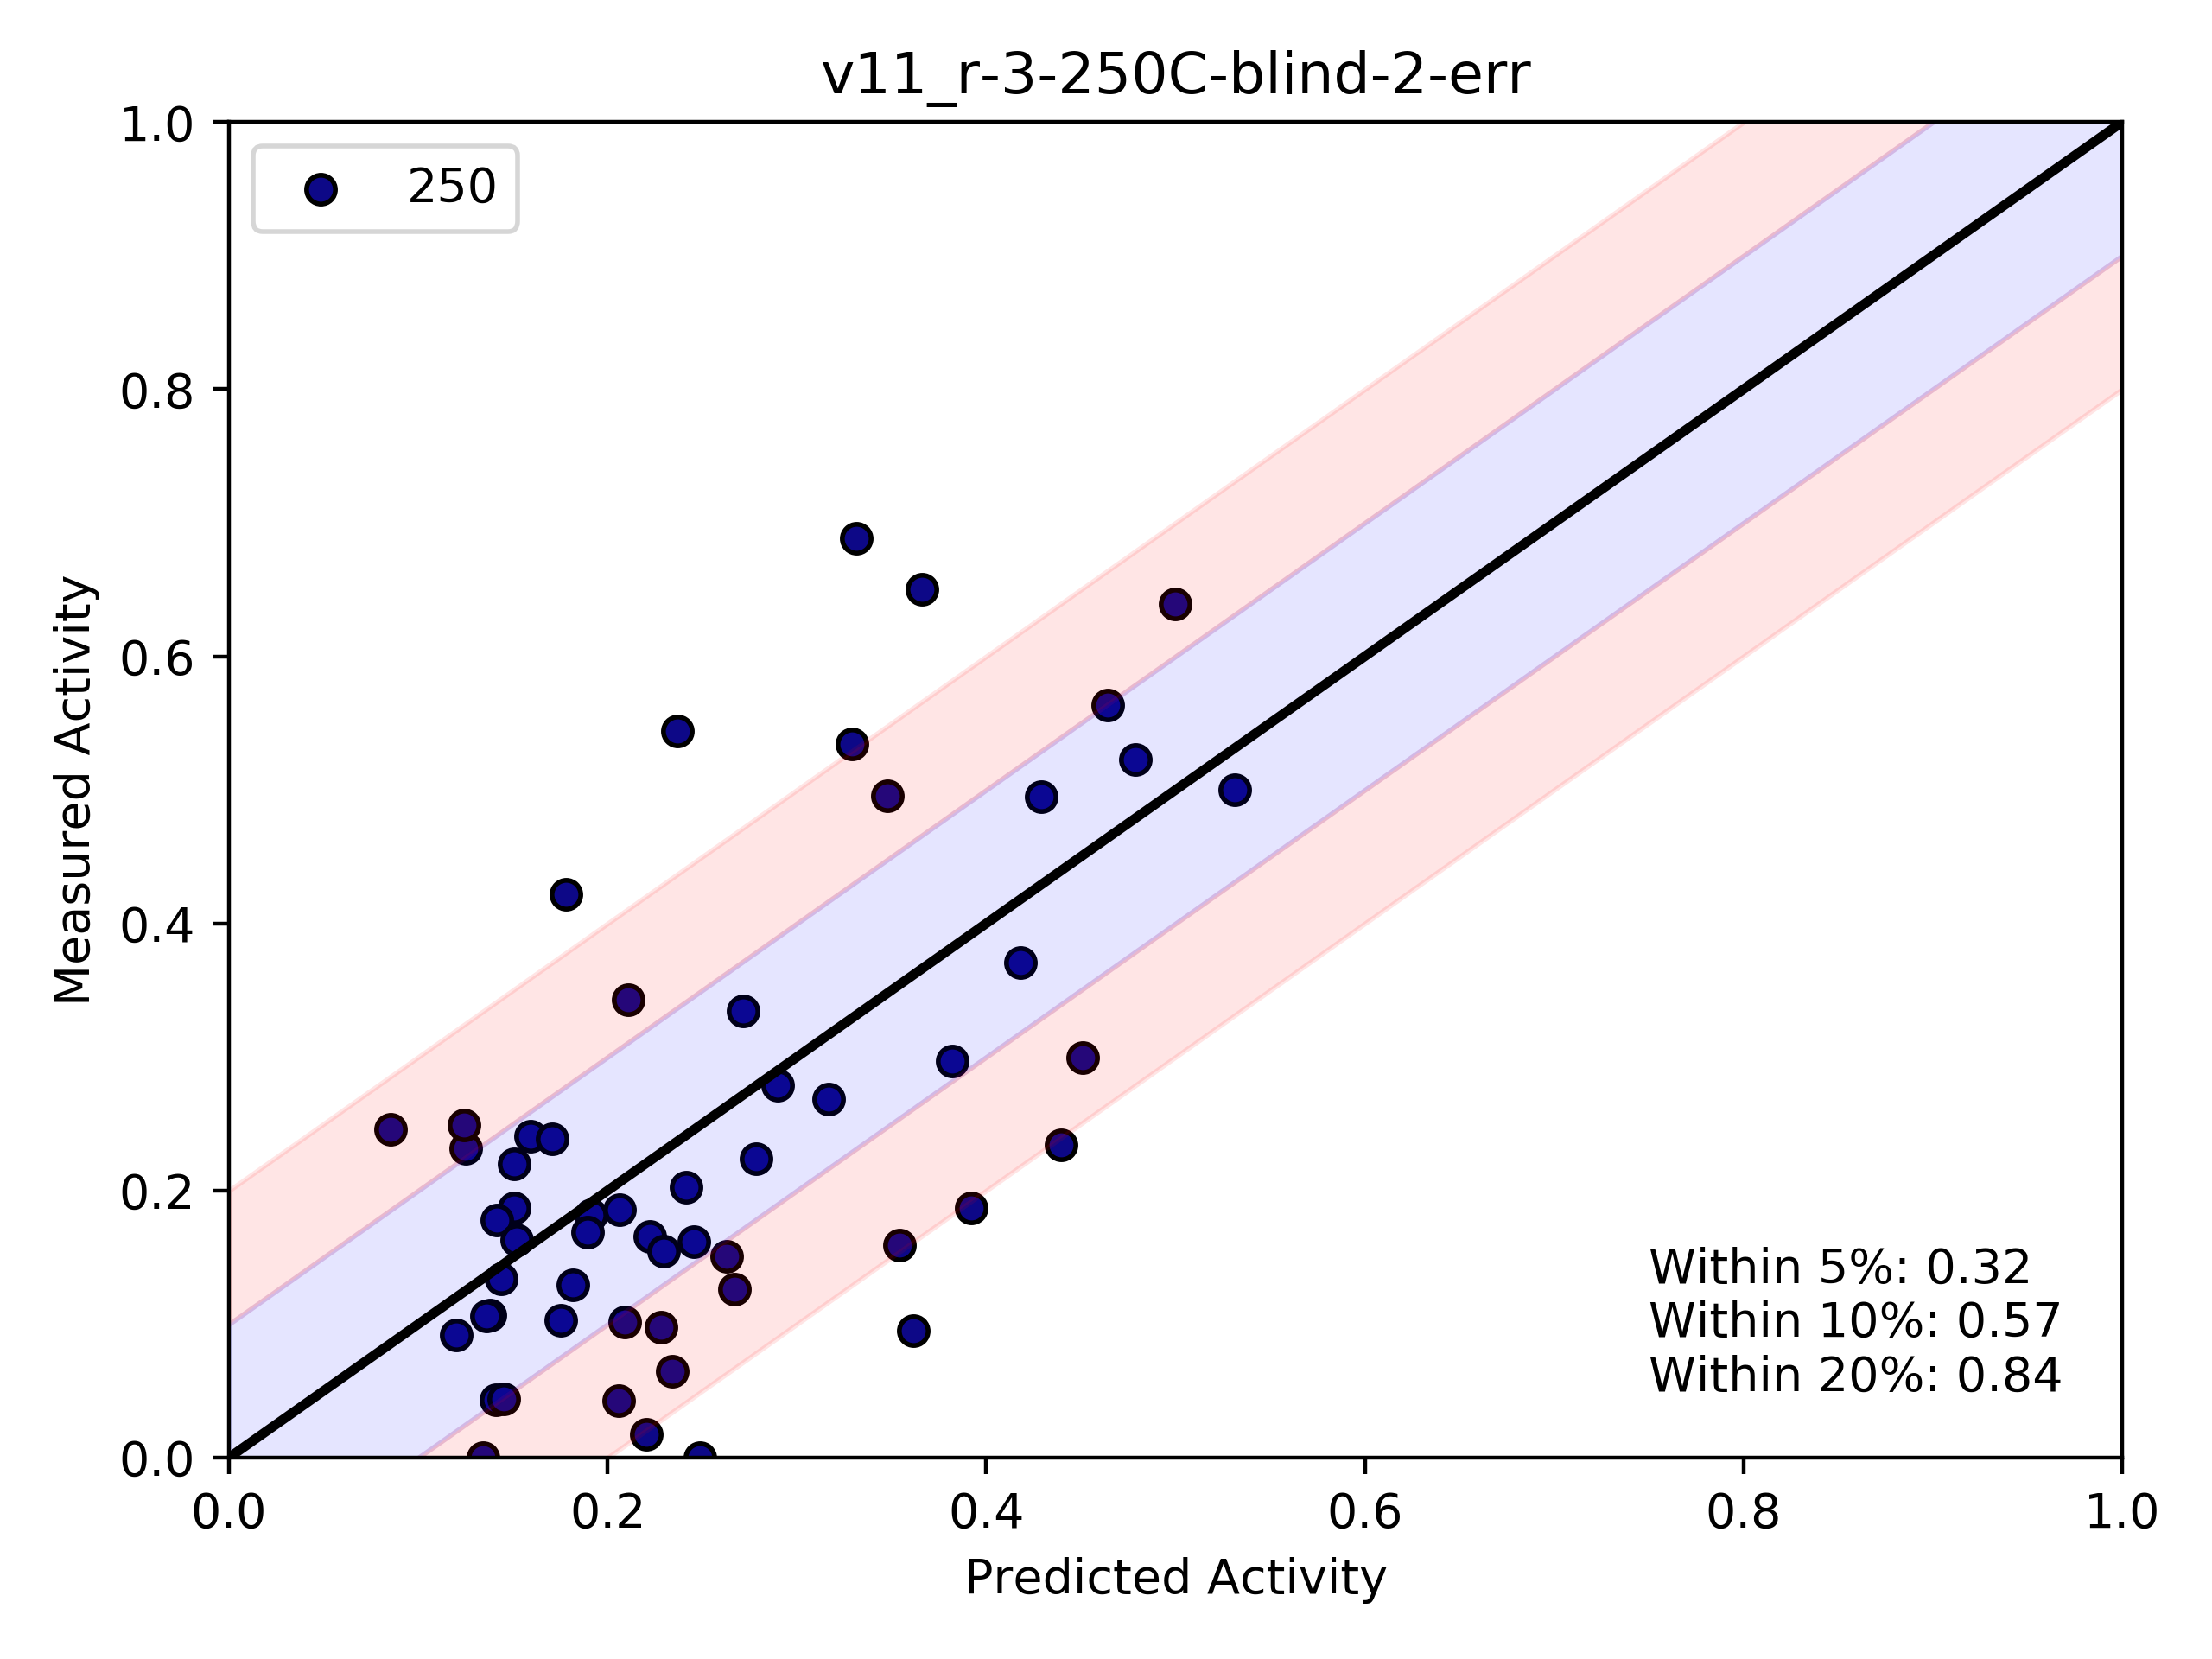 v11_r-3-250C-blind-2-err
1.0
250
0.8
0.6
Measured Activity
0.4
0.2
Within 5%: 0.32
Within 10%: 0.57
Within 20%: 0.84
0.0
0.0 0.2 0.4 0.6 0.8 1.0
Predicted Activity